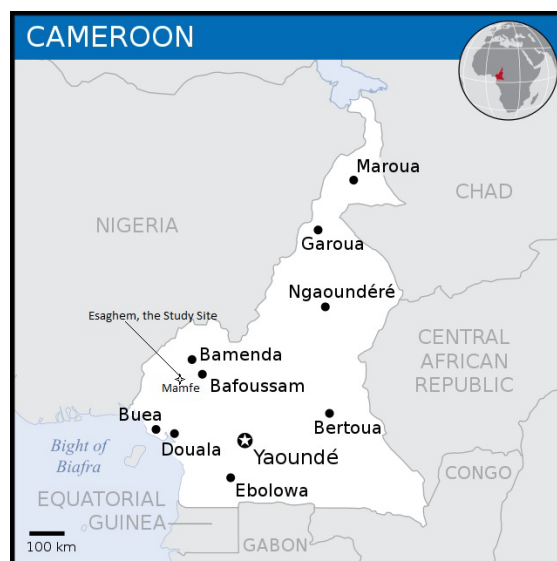 CAMEROON
Maroua
CHAD
NIGERIA
Garoua
Ngaoundéré
Esaghem, the Study Site
CENTRAL
AFRICAN
REPUBLIC
Bamenda
Mamfe
Bafoussam
Buea
Bertoua
Bight of
Biafra
Douala
Yaoundé
CONGO
Ebolowa
EQUATORIAL
GUINEA
100 km
GABON